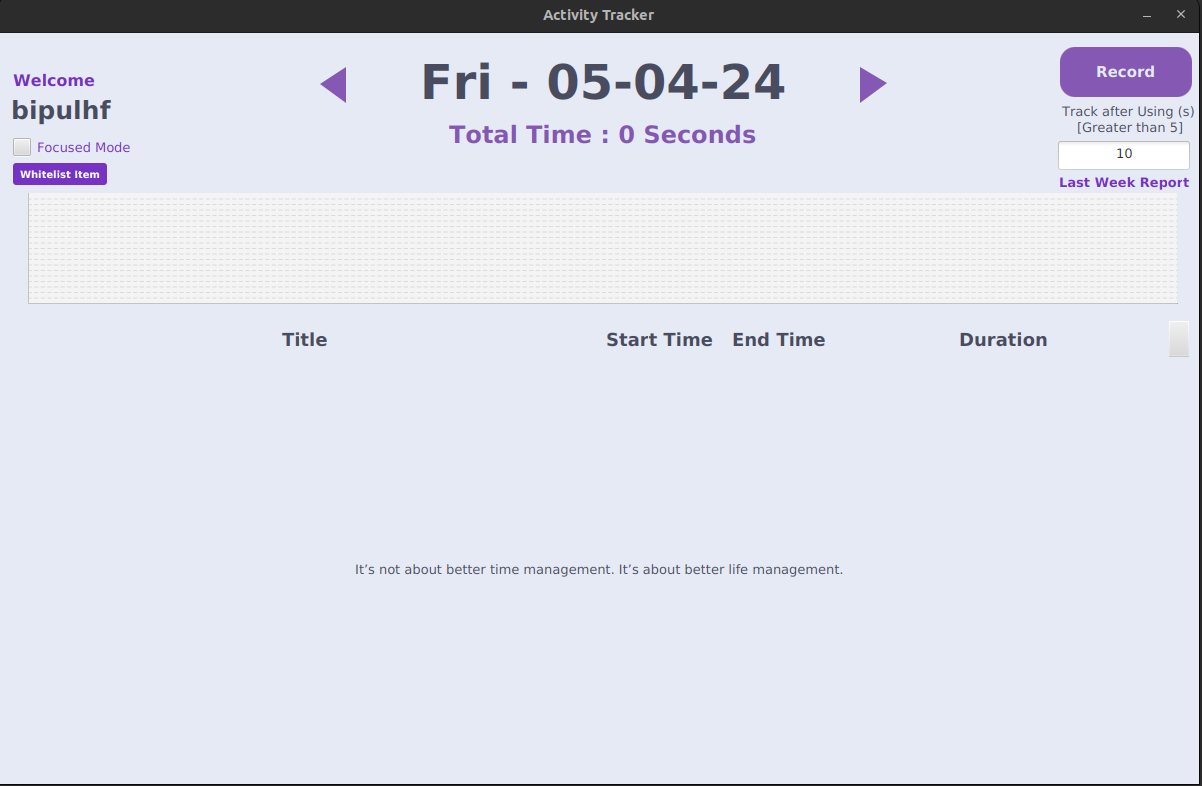 Activity Tracker
Welcome
bipulhf
Focused Mode
Whitelist Item
Fri - 05-04-24
Total Time : 0 Seconds
Record
Track after Using (s)
[Greater than 5]
10
Last Week Report
Title Start Time End Time Duration
It’s not about better time management. It’s about better life management.